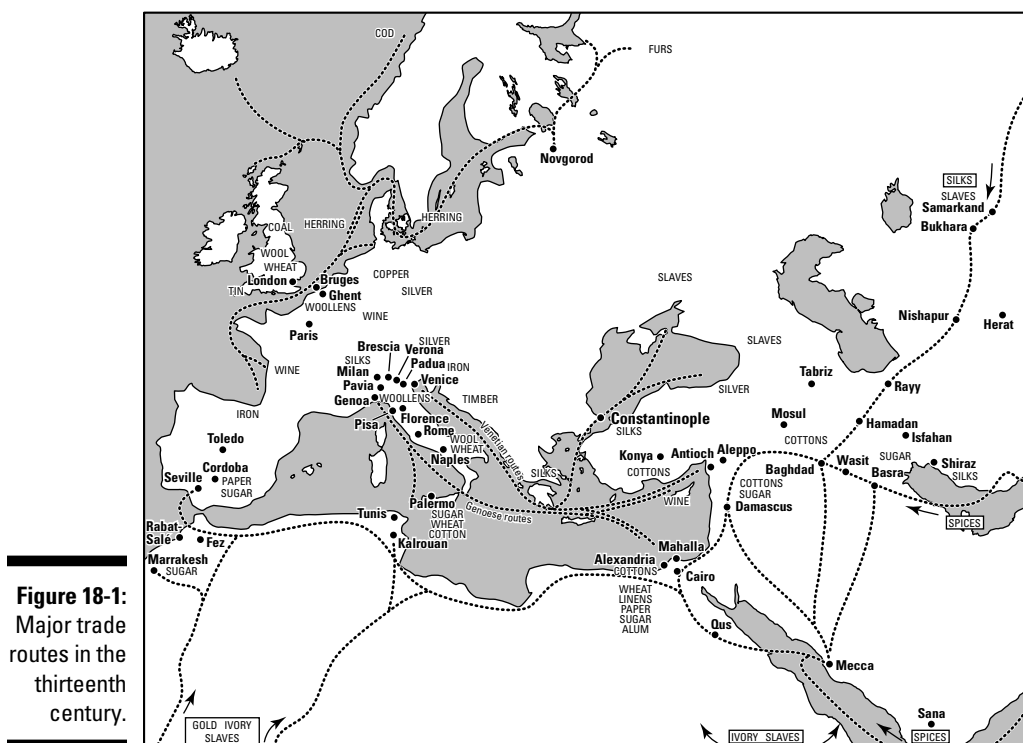 COD
FURS
Novgorod
SILKS
SLAVES
Samarkand
Bukhara
HERRING
HERRING
COAL
WOOL
WHEAT
London
TIN
Bruges
Ghent
WOOLLENS
COPPER
SILVER
WINE
Paris
SLAVES
Nishapur
Herat
WINE
IRON
Brescia
Verona
SILVER
SILKS
Padua
IRON
Milan
Venice
Pavia
WOOLLENS
TIMBER
Genoa
Florence
Pisa
Rome
WOOL
WHEAT
Naples
Venetian routes
SLAVES
SILVER
Tabriz
Rayy
Constantinople
SILKS
Mosul
COTTONS
Hamadan
Isfahan
Toledo
Cordoba
PAPER
SUGAR
Seville
Konya
COTTONS
Antioch
Aleppo
Baghdad
COTTONS
SUGAR
Wasit
SUGAR
Basra
Shiraz
SILKS
SILKS
WINE
Damascus
SPICES
Palermo
SUGAR
WHEAT
COTTON
Genoese routes
Tunis
Kalrouan
Rabat-
Salé
Fez
Marrakesh
SUGAR
Alexandria
COTTONS
Mahalla
Cairo
WHEAT
LINENS
PAPER
SUGAR
ALUM
Qus
Mecca
Sana
GOLD IVORY
SLAVES
IVORY SLAVES
SPICES
Figure 18-1:
Major trade
routes in the
thirteenth
century.